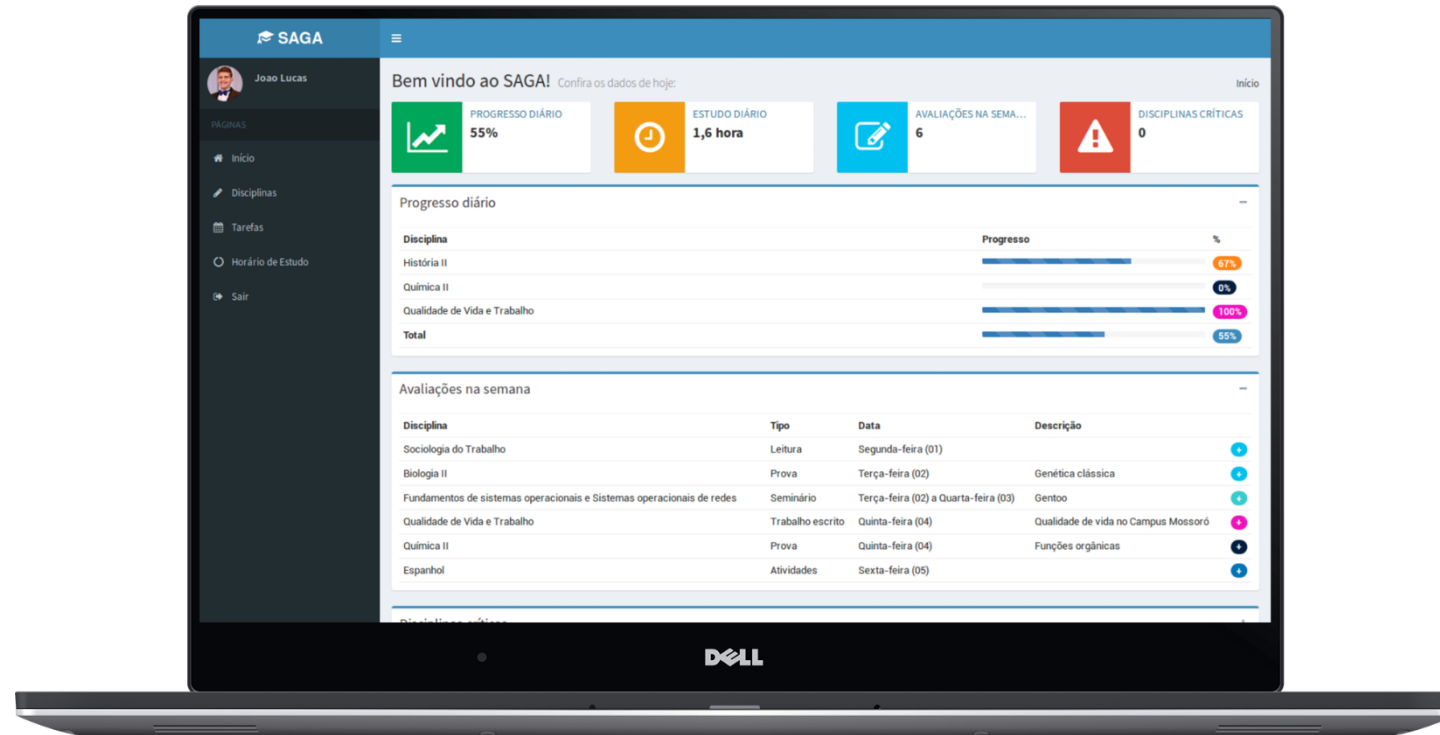 SAGA
Joao Lucas
PÁGINAS
Início
Disciplinas
Tarefas
Horário de Estudo
Sair
Bem vindo ao SAGA! Confira os dados de hoje:
Início
PROGRESSO DIÁRIO
55%
ESTUDO DIÁRIO
1,6 hora
AVALIAÇÕES NA SEMA...
6
DISCIPLINAS CRÍTICAS
0
Progresso diário
Disciplina Progresso %
História II 67%
Química II 0%
Qualidade de Vida e Trabalho 100%
Total 55%
Avaliações na semana
Disciplina Tipo Data Descrição
Sociologia do Trabalho Leitura Segunda-feira (01)
Biologia II Prova Terça-feira (02) Genética clássica
Fundamentos de sistemas operacionais e Sistemas operacionais de redes Seminário Terça-feira (02) a Quarta-feira (03) Gentoo
Qualidade de Vida e Trabalho Trabalho escrito Quinta-feira (04) Qualidade de vida no Campus Mossoró
Química II Prova Quinta-feira (04) Funções orgânicas
Espanhol Atividades Sexta-feira (05)
Disciplinas críticas
DELL